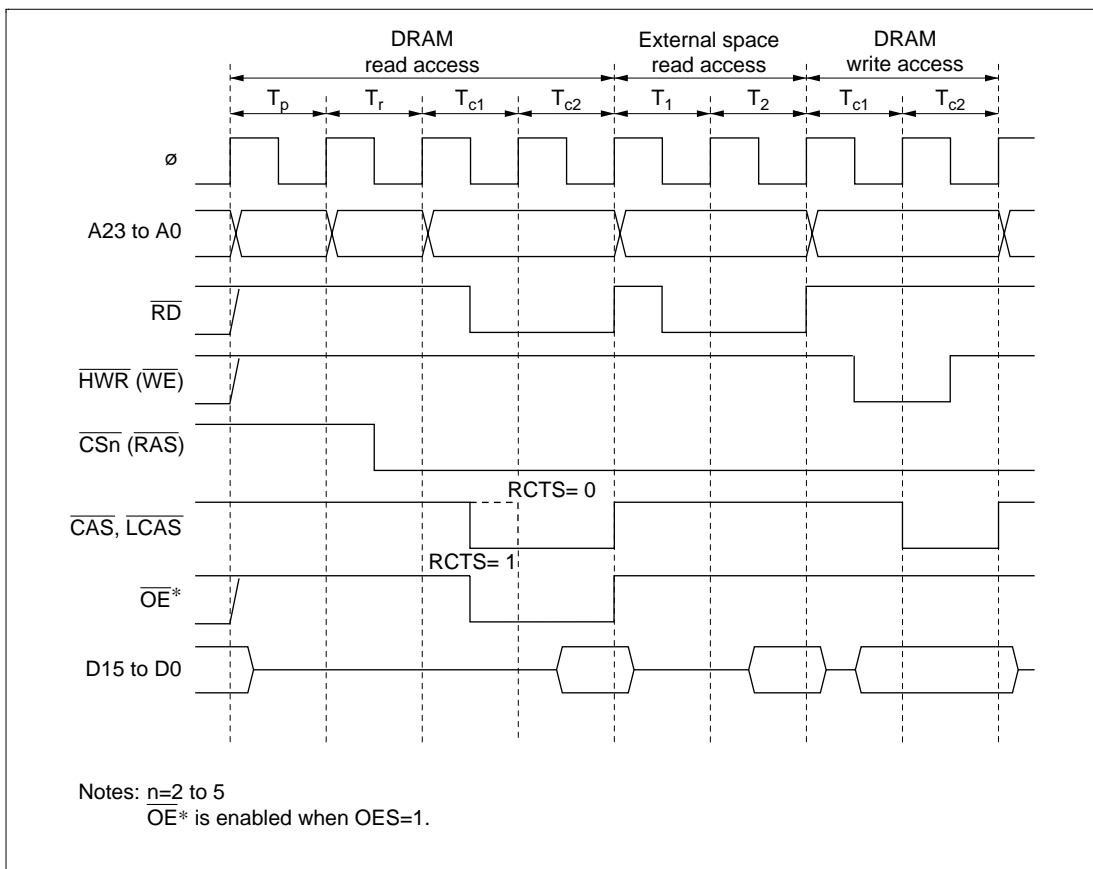 DRAM
read access
External space
read access
DRAM
write access
Tp Tr Tc1 Tc2 T1 T2 Tc1 Tc2
ø
A23 to A0
RD
HWR (WE)
CSn (RAS)
RCTS= 0
CAS, LCAS
RCTS= 1
OE*
D15 to D0
Notes: n=2 to 5
OE* is enabled when OES=1.